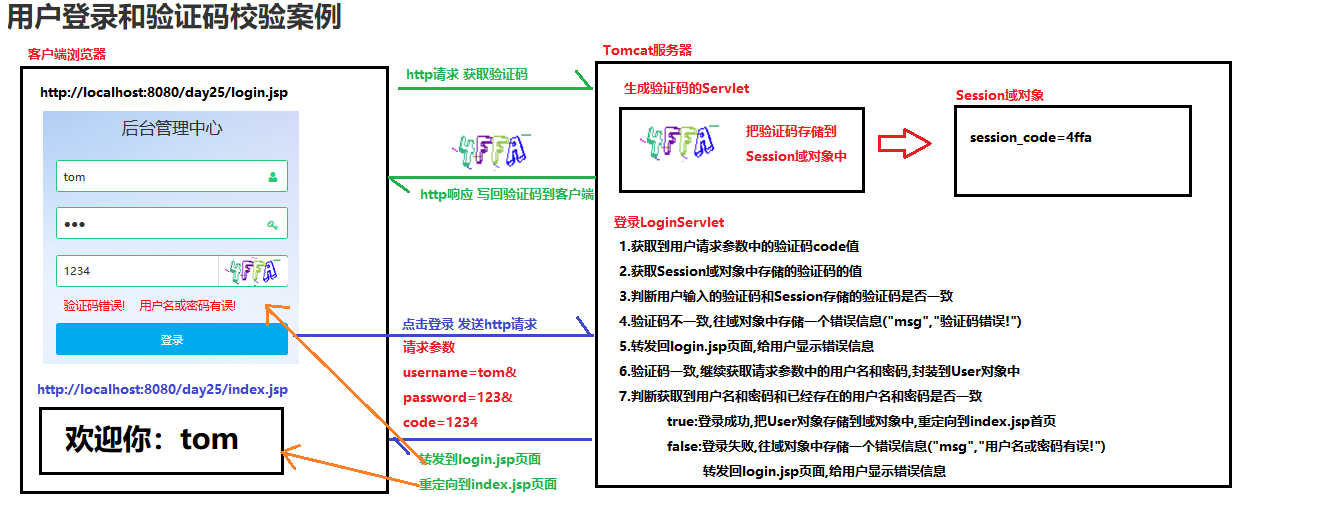 用户登录和验证码校验案例
客户端浏览器
http://localhost:8080/day25/login.jsp
后台管理中心
tom
●●●
1234
4FFA
验证码错误! 用户名或密码有误!
登录
http://localhost:8080/day25/index.jsp
欢迎你：tom
http请求 获取验证码
4FFA
http响应 写回验证码到客户端
点击登录 发送http请求
请求参数
username=tom&
password=123&
code=1234
转发到login.jsp页面
重定向到index.jsp页面
Tomcat服务器
生成验证码的Servlet
4FFA
把验证码存储到
Session域对象中
Session域对象
session_code=4ffa
登录LoginServlet
1.获取到用户请求参数中的验证码code值
2.获取Session域对象中存储的验证码的值
3.判断用户输入的验证码和Session存储的验证码是否一致
4.验证码不一致,往域对象中存储一个错误信息("msg","验证码错误!")
5.转发回login.jsp页面,给用户显示错误信息
6.验证码一致,继续获取请求参数中的用户名和密码,封装到User对象中
7.判断获取到用户名和密码和已经存在的用户名和密码是否一致
true:登录成功,把User对象存储到域对象中,重定向到index.jsp首页
false:登录失败,往域对象中存储一个错误信息("msg","用户名或密码有误!")
转发回login.jsp页面,给用户显示错误信息